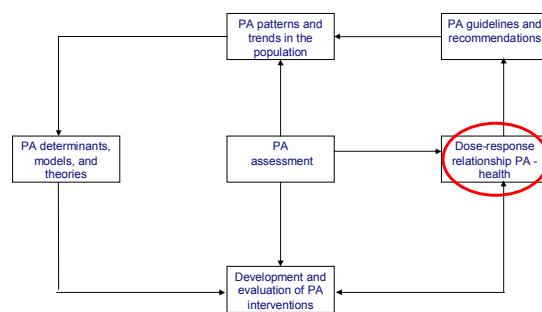 PA patterns and
trends in the
population
PA guidelines and
recommendations
PA determinants,
models, and
theories
PA
assessment
Dose-response
relationship PA -
health
Development and
evaluation of PA
interventions